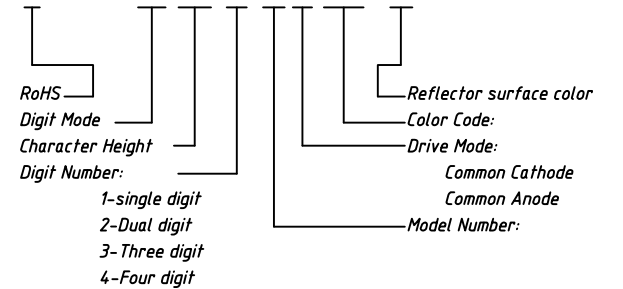 RoHS
Digit Mode
Character Height
Digit Number:
1-single digit
2-Dual digit
3-Three digit
4-Four digit
Reflector surface color
Color Code:
Drive Mode:
Common Cathode
Common Anode
Model Number: